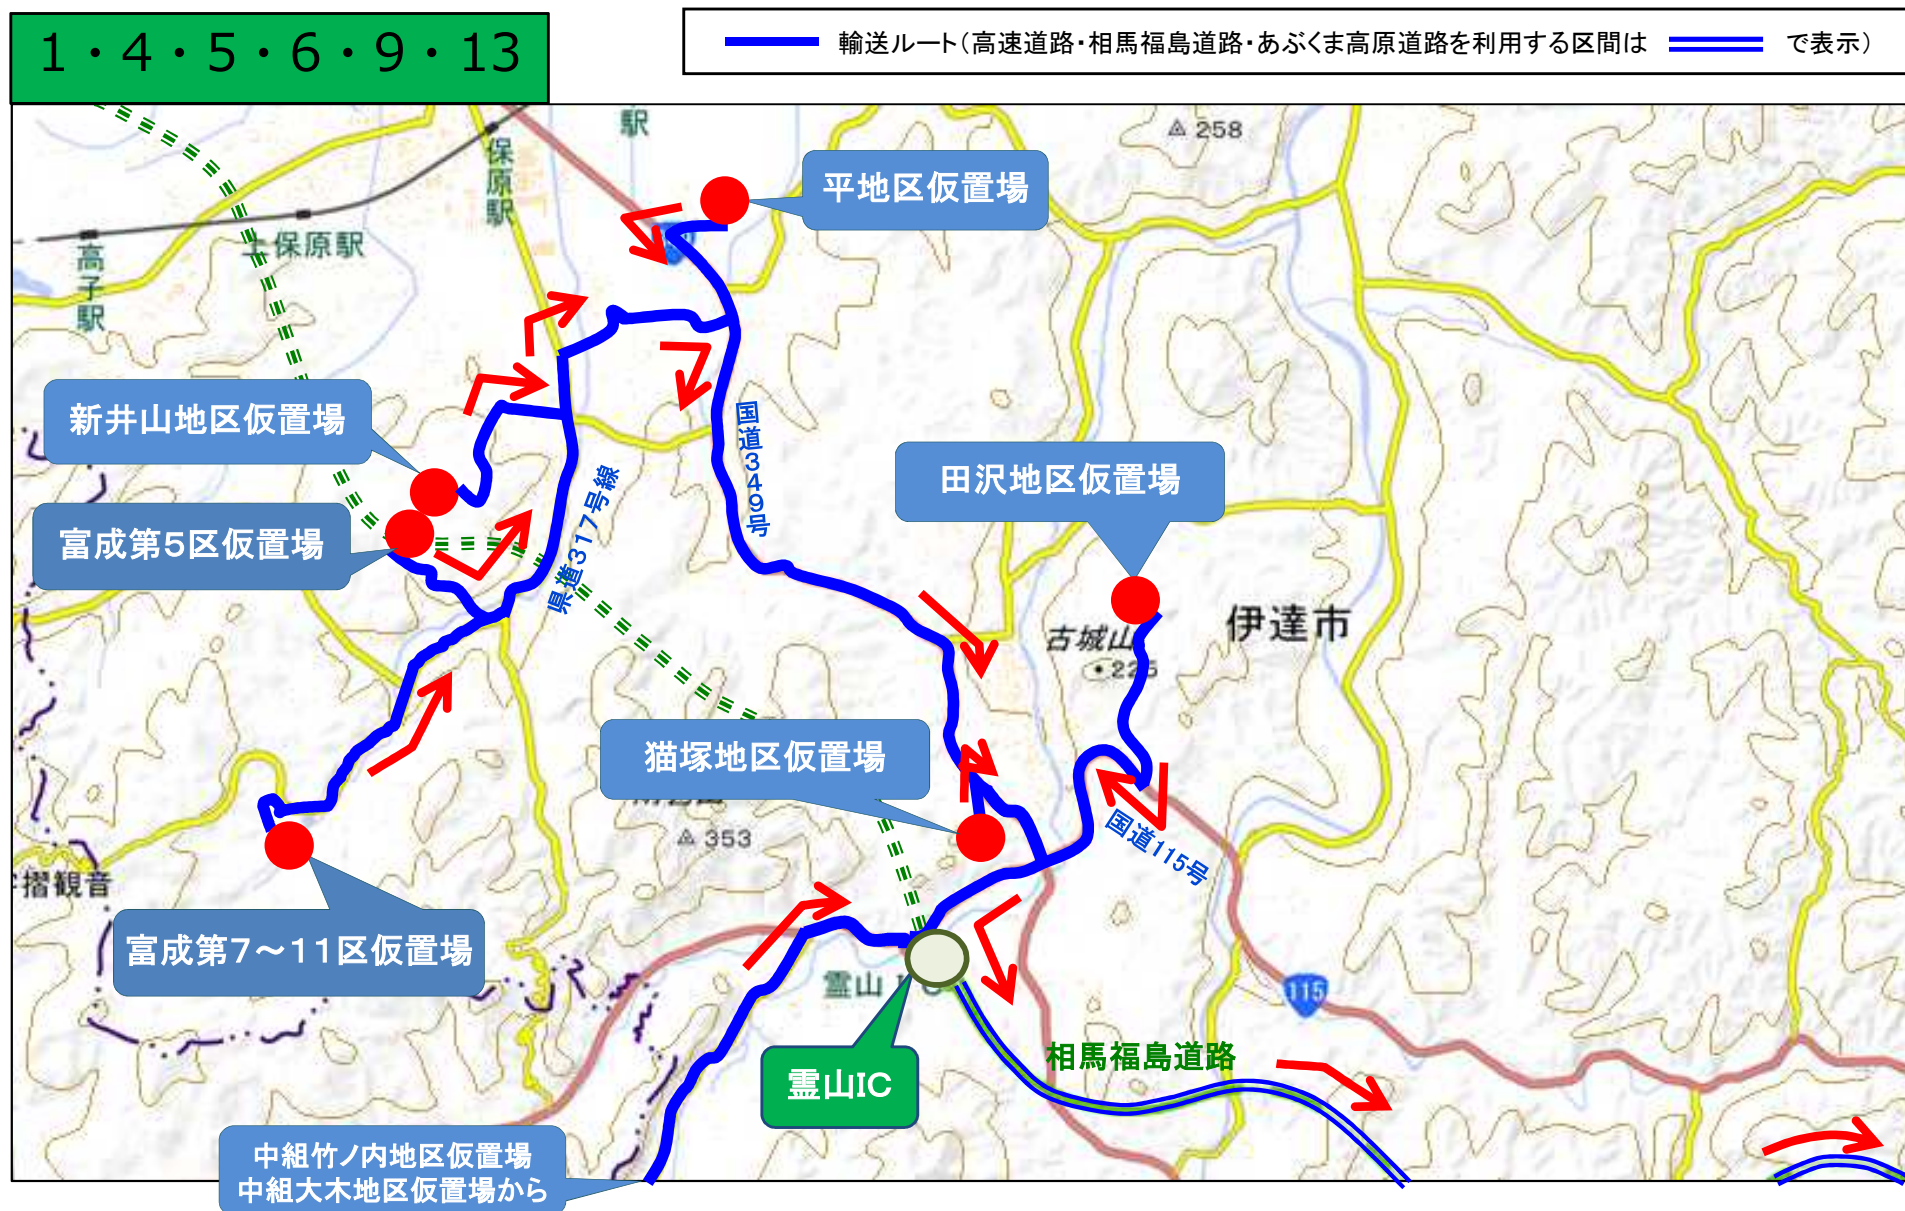 1・4・5・6・9・13
輸送ルート（高速道路・相馬福島道路・あぶくま高原道路を利用する区間は　で表示）
駅
258
保原駅
平地区仮置場
上保原駅
高子駅
新井山地区仮置場
国道349号
田沢地区仮置場
県道317号線
富成第5区仮置場
古城山
225
伊達市
猫塚地区仮置場
353
国道115号
摺観音
富成第7～11区仮置場
霊山
115
相馬福島道路
霊山IC
中組竹ノ内地区仮置場
中組大木地区仮置場から